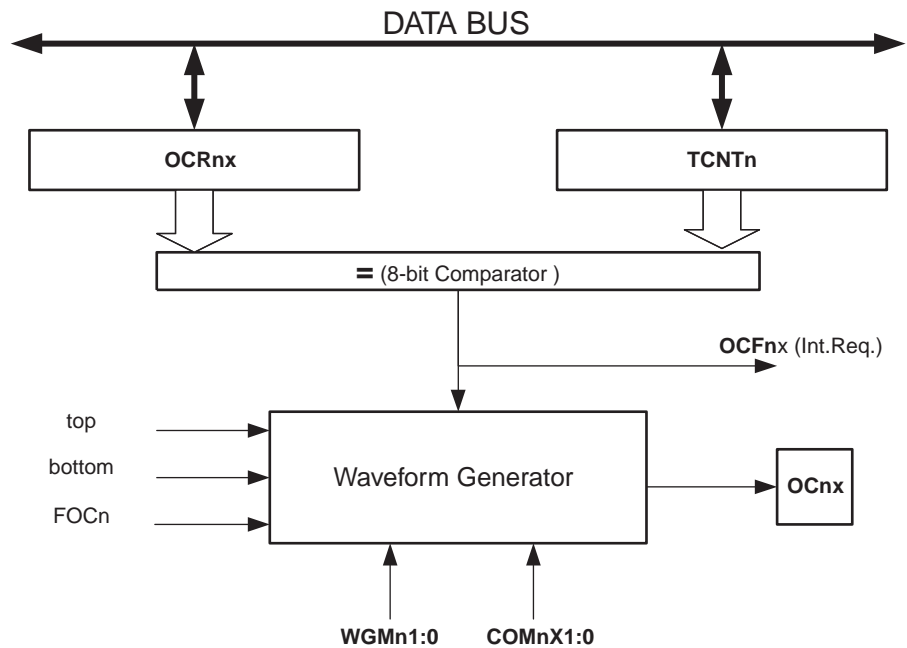 DATA BUS
OCRnx
TCNTn
= (8-bit Comparator )
OCFnx (Int.Req.)
top
bottom
FOCn
Waveform Generator
OCnx
WGMn1:0
COMnX1:0